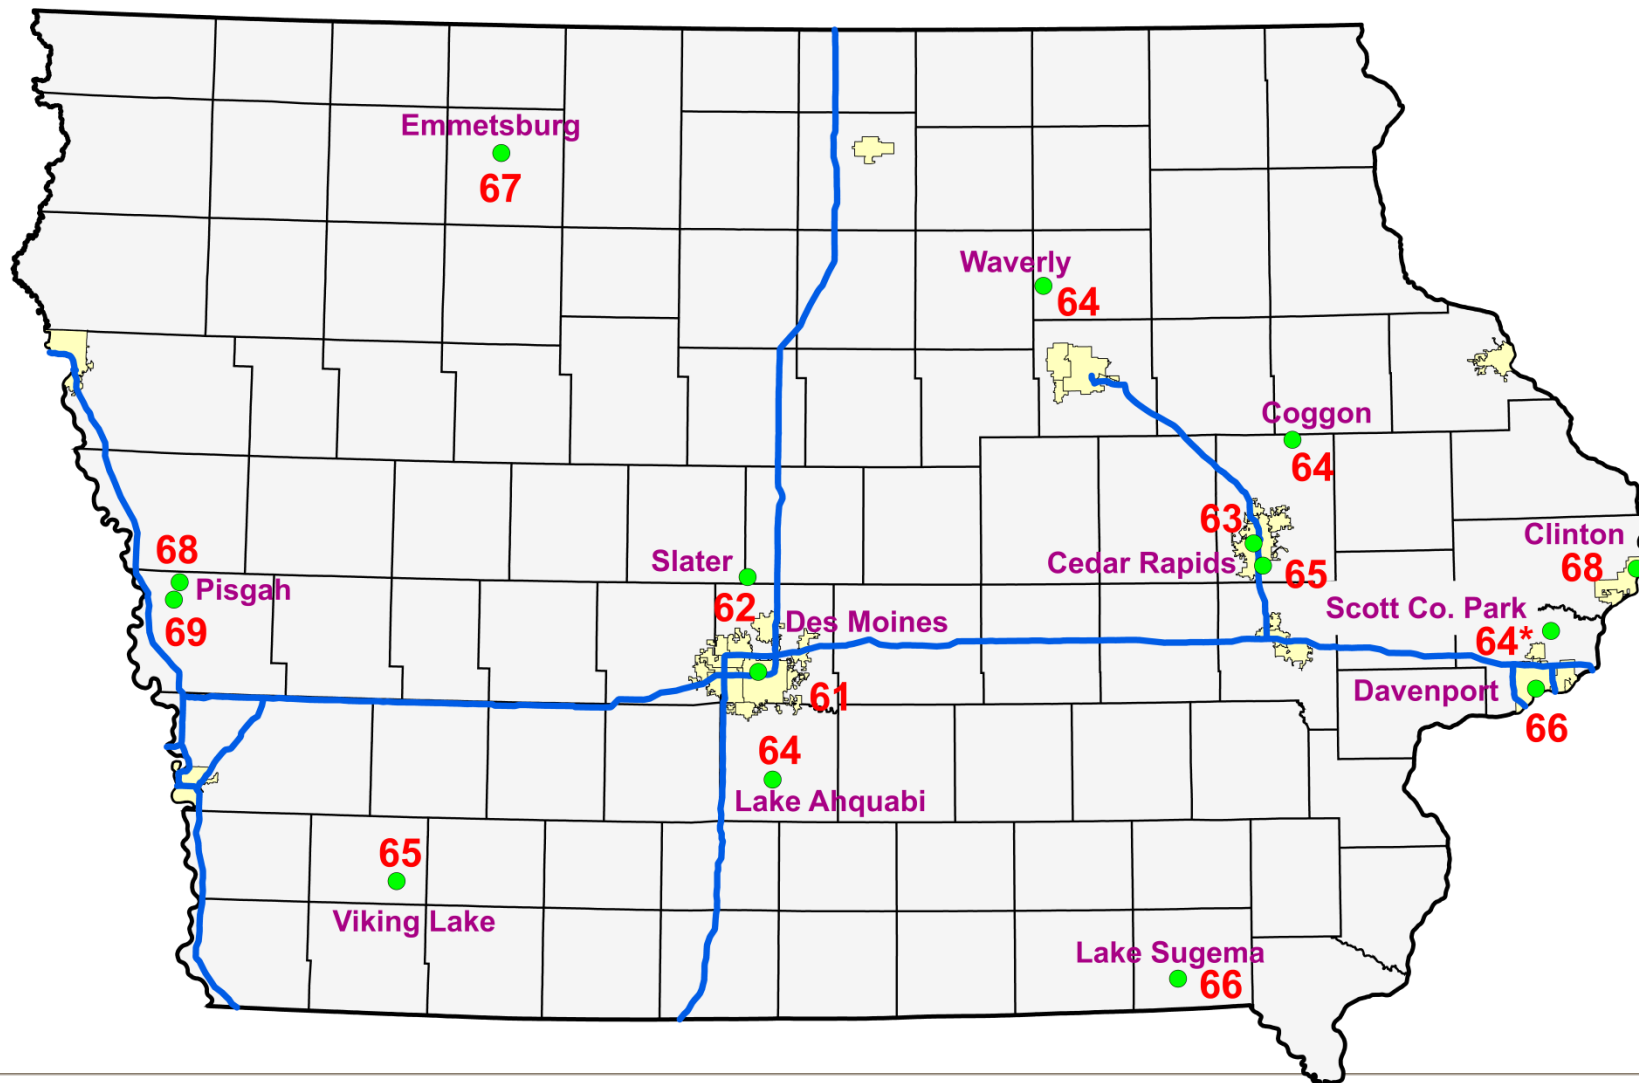 Emmetsburg
67
Waverly
64
Coggon
64
63
Cedar Rapids
65
Clinton
68
68
Pisgah
69
Slater
62
Des Moines
61
Scott Co. Park
64*
Davenport
66
64
Lake Ahquabi
65
Viking Lake
Lake Sugema
66